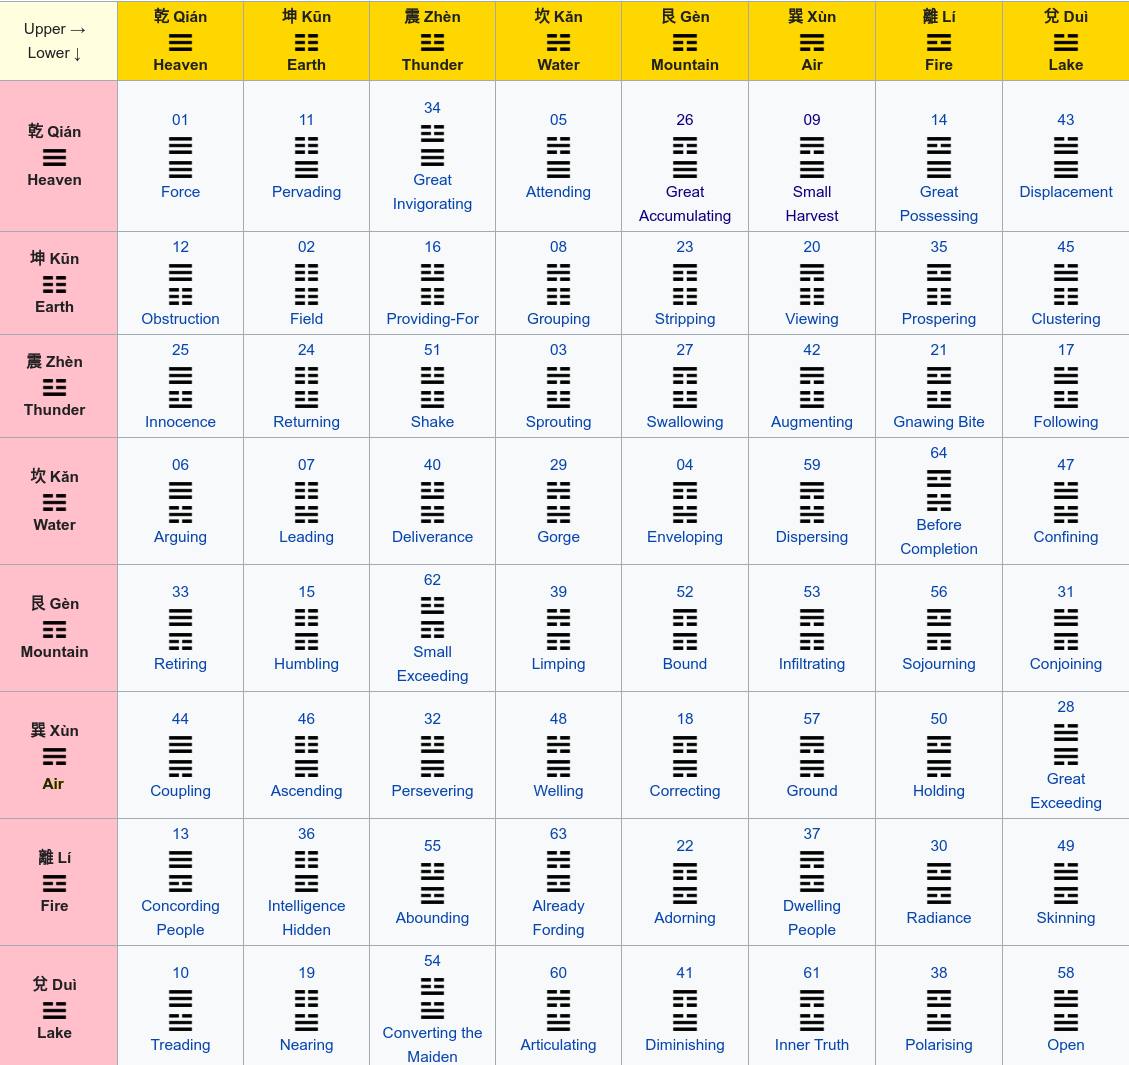 Upper →
Lower ↓
乾 Qián
☰
Heaven
坤 Kūn
☷
Earth
震 Zhèn
☳
Thunder
坎 Kǎn
☵
Water
艮 Gèn
☶
Mountain
巽 Xùn
☴
Air
離 Lí
☲
Fire
兌 Duì
☱
Lake
乾 Qián
☰
Heaven
01
䷀
Force
11
䷊
Pervading
34
䷡
Great
Invigorating
05
䷄
Attending
26
䷙
Great
Accumulating
09
䷈
Small
Harvest
14
䷍
Great
Possessing
43
䷪
Displacement
坤 Kūn
☷
Earth
12
䷋
Obstruction
02
䷁
Field
16
䷏
Providing-For
08
䷇
Grouping
23
䷖
Stripping
20
䷓
Viewing
35
䷢
Prospering
45
䷬
Clustering
震 Zhèn
☳
Thunder
25
䷘
Innocence
24
䷗
Returning
51
䷲
Shake
03
䷂
Sprouting
27
䷚
Swallowing
42
䷩
Augmenting
21
䷔
Gnawing Bite
17
䷐
Following
坎 Kǎn
☵
Water
06
䷅
Arguing
07
䷆
Leading
40
䷧
Deliverance
29
䷜
Gorge
04
䷃
Enveloping
59
䷺
Dispersing
64
䷿
Before
Completion
47
䷮
Confining
艮 Gèn
☶
Mountain
33
䷠
Retiring
15
䷎
Humbling
62
䷽
Small
Exceeding
39
䷦
Limping
52
䷳
Bound
53
䷴
Infiltrating
56
䷷
Sojourning
31
䷞
Conjoining
巽 Xùn
☴
Air
44
䷫
Coupling
46
䷭
Ascending
32
䷟
Persevering
48
䷯
Welling
18
䷑
Correcting
57
䷸
Ground
50
䷱
Holding
28
䷛
Great
Exceeding
離 Lí
☲
Fire
13
䷌
Concording
People
36
䷣
Intelligence
Hidden
55
䷶
Abounding
63
䷾
Already
Fording
22
䷕
Adorning
37
䷤
Dwelling
People
30
䷝
Radiance
49
䷰
Skinning
兌 Duì
☱
Lake
10
䷉
Treading
19
䷒
Nearing
54
䷵
Converting the
Maiden
60
䷻
Articulating
41
䷨
Diminishing
61
䷼
Inner Truth
38
䷥
Polarising
58
䷹
Open